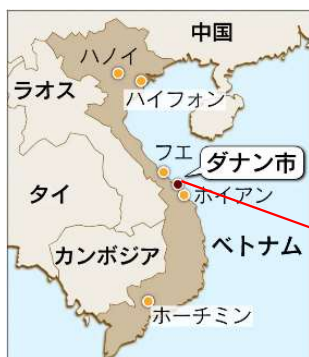 中国
ハノイ
ラオス
ハイフォン
フエ
ダナン市
タイ
ホイアン
カンボジア
ベトナム
ホーチミン